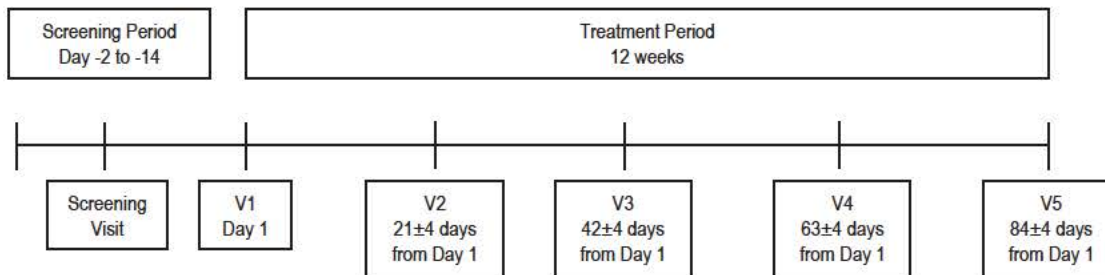 Screening Period
Day -2 to -14
Treatment Period
12 weeks
Screening
Visit
V1
Day 1
V2
21±4 days
from Day 1
V3
42±4 days
from Day 1
V4
63±4 days
from Day 1
V5
84±4 days
from Day 1